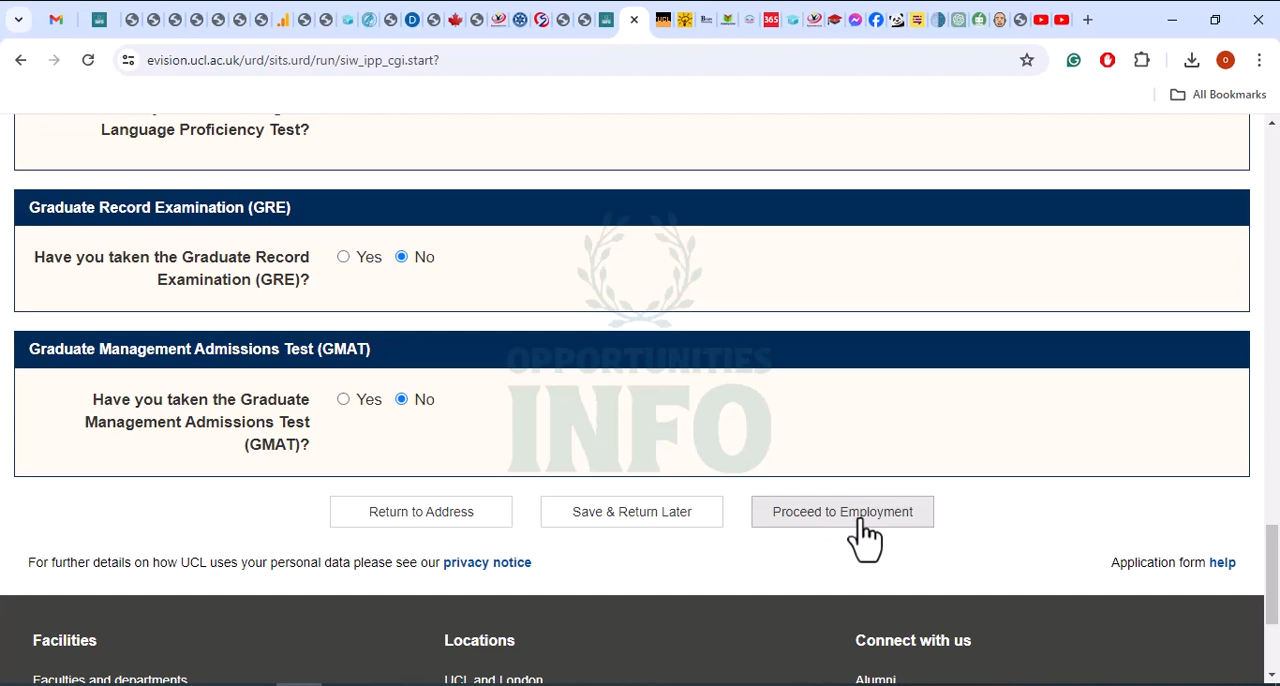 evision.ucl.ac.uk/urd/sits.urd/run/siw_ipp_cgi.start?
All Bookmarks
Language Proficiency Test?
Graduate Record Examination (GRE)
Have you taken the Graduate Record
Examination (GRE)?
Yes No
Graduate Management Admissions Test (GMAT)
Have you taken the Graduate
Management Admissions Test
(GMAT)?
Yes No
OPPORTUNITIES
INFO
Return to Address Save & Return Later Proceed to Employment
For further details on how UCL uses your personal data please see our privacy notice
Application form help
Facilities Locations Connect with us
Faculties and departments UCL and London Alumni